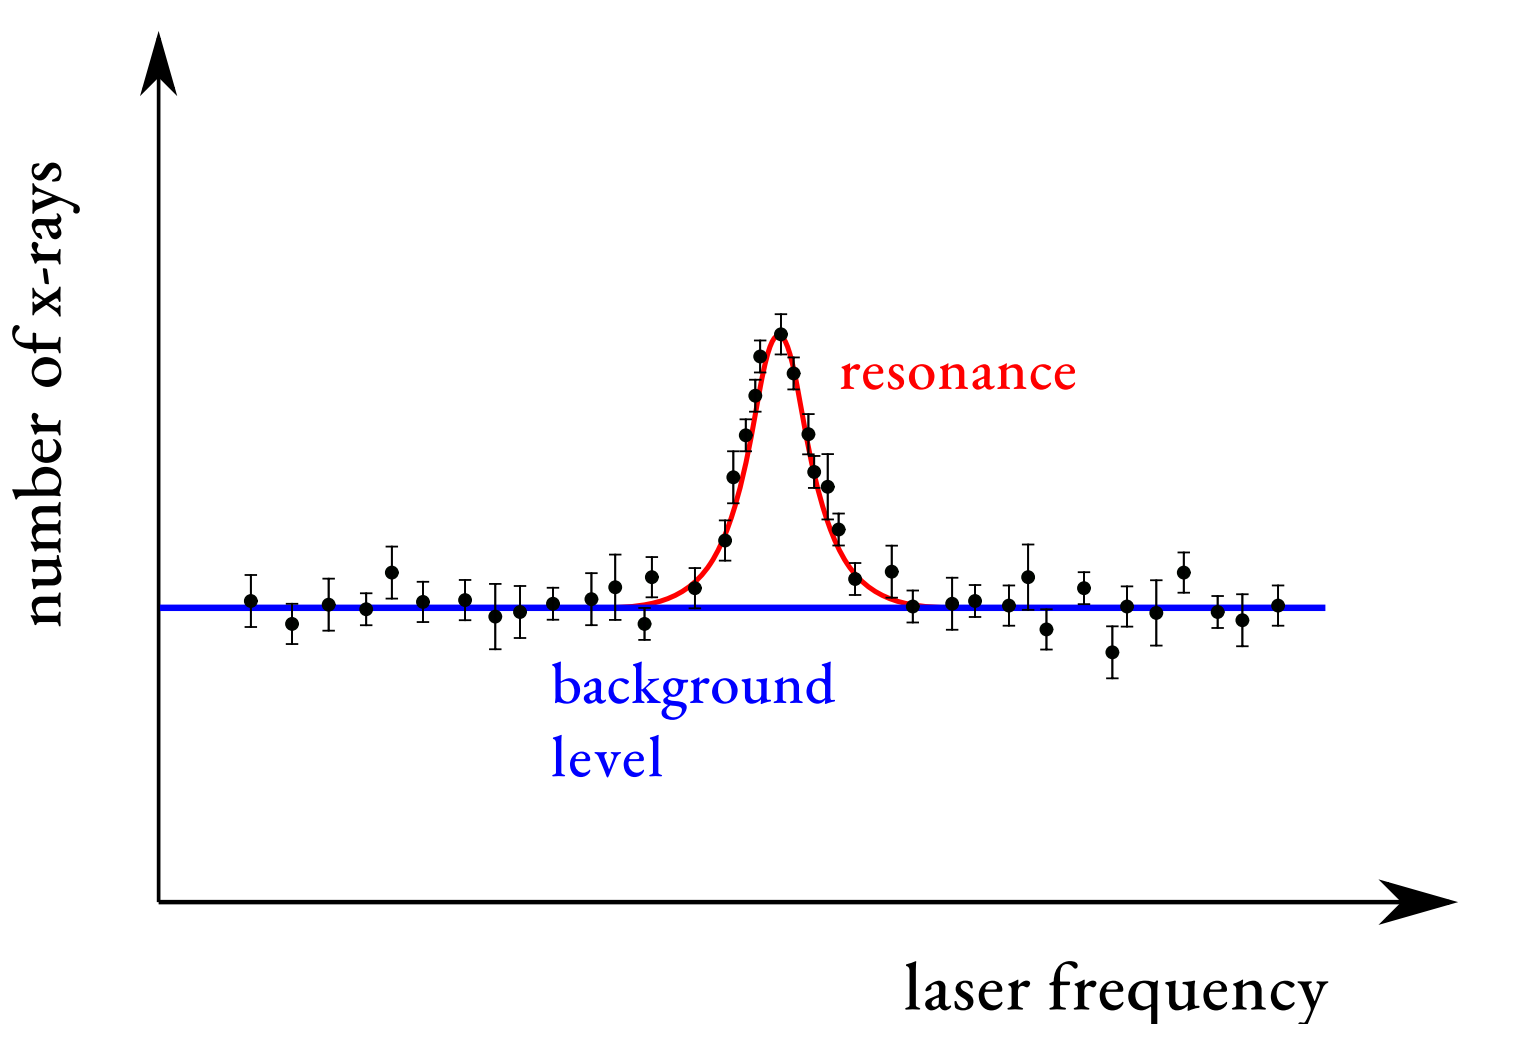 number of x-rays
resonance
background
level
laser frequency